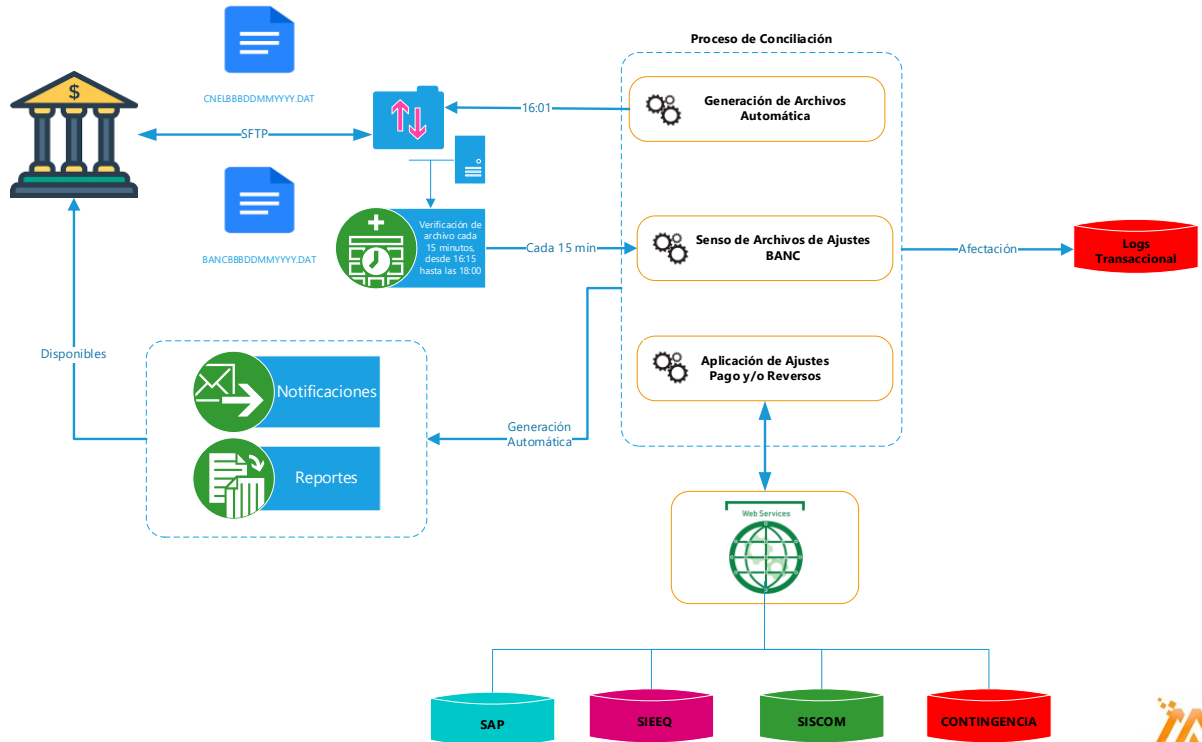 Proceso de Conciliación
CNELBBBDDMMYYYY.DAT
SFTP
16:01
Generación de Archivos
Automática
BANCBBBDDMMYYYY.DAT
Verificación de
archivo cada
15 minutos,
desde 16:15
hasta las 18:00
Cada 15 min
Senso de Archivos de Ajustes
BANC
Afectación
Logs
Transaccional
Disponibles
Notificaciones
Reportes
Generación
Automática
Aplicación de Ajustes
Pago y/o Reversos
Web Services
SAP
SIEEQ
SISCOM
CONTINGENCIA